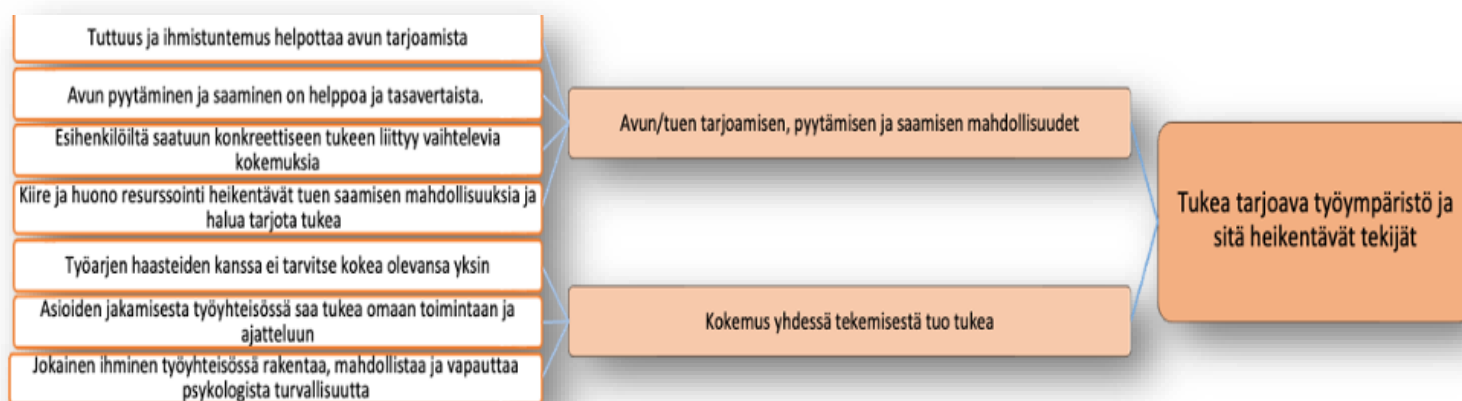 Tuttuus ja ihmistuntemus helpottaa avun tarjoamista
Avun pyytäminen ja saaminen on helppoa ja tasavertaista.
Esihenkilöiltä saatuun konkreettiseen tukeen liittyy vaihtelevia
kokemuksia
Kiire ja huono resurssointi heikentävät tuen saamisen mahdollisuuksia ja
halua tarjota tukea
Työarjen haasteiden kanssa ei tarvitse kokea olevansa yksin
Asioiden jakamisesta työyhteisössä saa tukea omaan toimintaan ja
ajatteluun
Jokainen ihminen työyhteisössä rakentaa, mahdollistaa ja vapauttaa
psykologista turvallisuutta
Avun/tuen tarjoamisen, pyytämisen ja saamisen mahdollisuudet
Kokemus yhdessä tekemisestä tuo tukea
Tukea tarjoava työympäristö ja
sitä heikentävät tekijät